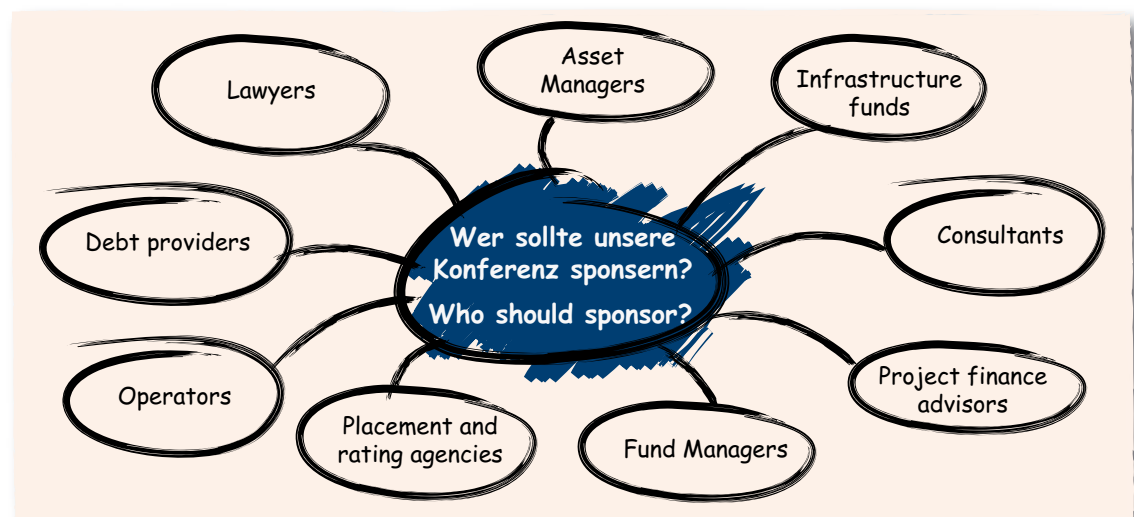 Lawyers
Asset
Managers
Infrastructure
funds
Debt providers
Wer sollte unsere
Konferenz sponsern?
Who should sponsor?
Consultants
Operators
Placement and
rating agencies
Fund Managers
Project finance
advisors